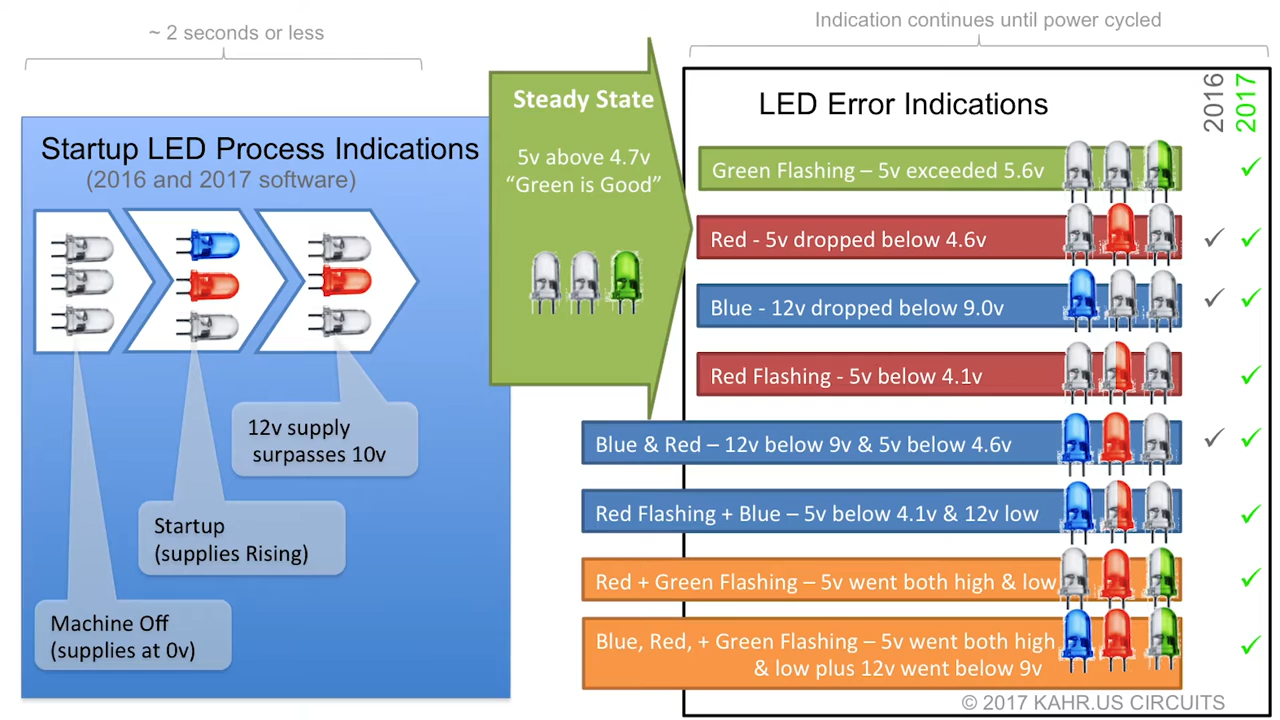 ~ 2 seconds or less
Indication continues until power cycled
Startup LED Process Indications
(2016 and 2017 software)
12v supply
surpasses 10v
Startup
(supplies Rising)
Machine Off
(supplies at 0v)
Steady State
5v above 4.7v
“Green is Good”
LED Error Indications
2016
2017
Green Flashing – 5v exceeded 5.6v
✓
Red - 5v dropped below 4.6v
✓ ✓
Blue - 12v dropped below 9.0v
✓ ✓
Red Flashing - 5v below 4.1v
✓
Blue & Red – 12v below 9v & 5v below 4.6v
✓ ✓
Red Flashing + Blue – 5v below 4.1v & 12v low
✓
Red + Green Flashing – 5v went both high & low
✓
Blue, Red, + Green Flashing – 5v went both high
& low plus 12v went below 9v
✓
© 2017 KAHR.US CIRCUITS